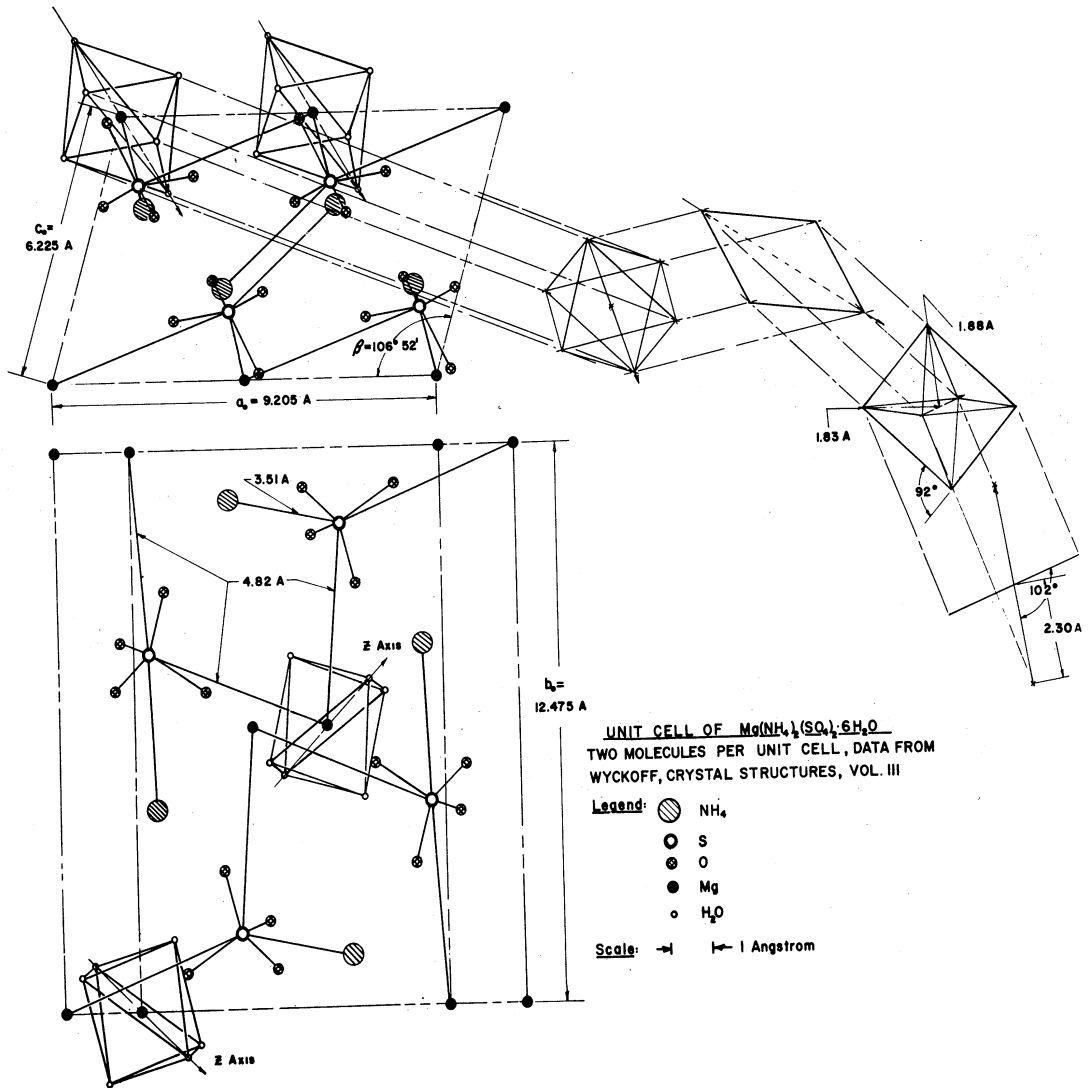 C₀=
6.225 A
β=106° 52'
a₀ = 9.205 A
1.88A
1.83 A
92°
102°
2.30A
3.51A
4.82 A
Z AXIS
b₀=
12.475 A
UNIT CELL OF Mg(NH₄)₂(SO₄)₂·6H₂O
TWO MOLECULES PER UNIT CELL, DATA FROM
WYCKOFF, CRYSTAL STRUCTURES, VOL. III
Legend:
NH₄
S
O
Mg
H₂O
Scale: 1 Angstrom
Z AXIS